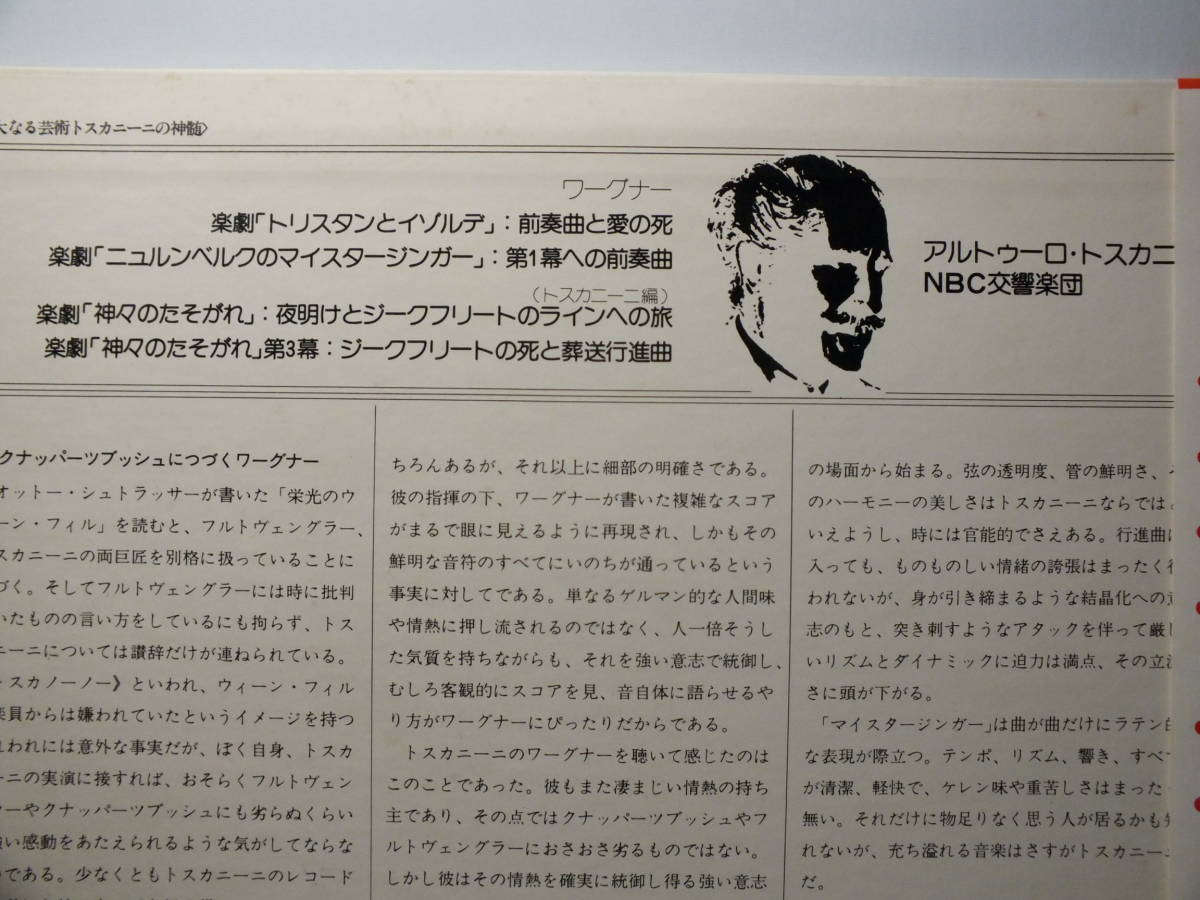 大なる芸術トスカニーニの神髄〉
ワーグナー
楽劇「トリスタンとイゾルデ」：前奏曲と愛の死
楽劇「ニュルンベルクのマイスタージンガー」：第1幕への前奏曲
（トスカニーニ編）
楽劇「神々のたそがれ」：夜明けとジークフリートのラインへの旅
楽劇「神々のたそがれ」第3幕：ジークフリートの死と葬送行進曲
アルトゥーロ・トスカニ
NBC交響楽団
クナッパーツブッシュにつづくワーグナー
オットー・シュトラッサーが書いた「栄光のウ
ーン・フィル」を読むと、フルトヴェングラー、
スカニーニの両巨匠を別格に扱っていることに
づく。そしてフルトヴェングラーには時に批判
いたものの言い方をしているにも拘らず、トス
ニーニについては讃辞だけが連ねられている。
スカノーノー》といわれ、ウィーン・フィル
楽員からは嫌われていたというイメージを持つ
われわれには意外な事実だが、ぼく自身、トスカ
ーニの実演に接すれば、おそらくフルトヴェン
ラーやクナッパーツブッシュにも劣らぬくらい
強い感動をあたえられるような気がしてならな
である。少なくともトスカニーニのレコード
ちろんあるが、それ以上に細部の明確さである。
彼の指揮の下、ワーグナーが書いた複雑なスコア
がまるで眼に見えるように再現され、しかもその
鮮明な音符のすべてにいのちが通っているという
事実に対してである。単なるゲルマン的な人間味
や情熱に押し流されるのではなく、人一倍そうし
た気質を持ちながらも、それを強い意志で統御し、
むしろ客観的にスコアを見、音自体に語らせるや
り方がワーグナーにぴったりだからである。
トスカニーニのワーグナーを聴いて感じたのは
このことであった。彼もまた凄まじい情熱の持ち
主であり、その点ではクナッパーツブッシュやフ
ルトヴェングラーにおさおさ劣るものではない。
しかし彼はその情熱を確実に統御し得る強い意志
の場面から始まる。弦の透明度、管の鮮明さ、そ
のハーモニーの美しさはトスカニーニならではと
いえようし、時には官能的でさえある。行進曲に
入っても、ものものしい情緒の誇張はまったく行
われないが、身が引き締まるような結晶化への意
志のもと、突き刺すようなアタックを伴って厳し
いリズムとダイナミックに迫力は満点、その立派
さに頭が下がる。
「マイスタージンガー」は曲が曲だけにラテン的
な表現が際立つ。テンポ、リズム、響き、すべて
が清潔、軽快で、ケレン味や重苦しさはまった
無い。それだけに物足りなく思う人が居るかも知
れないが、充ち溢れる音楽はさすがトスカニーニ
だ。